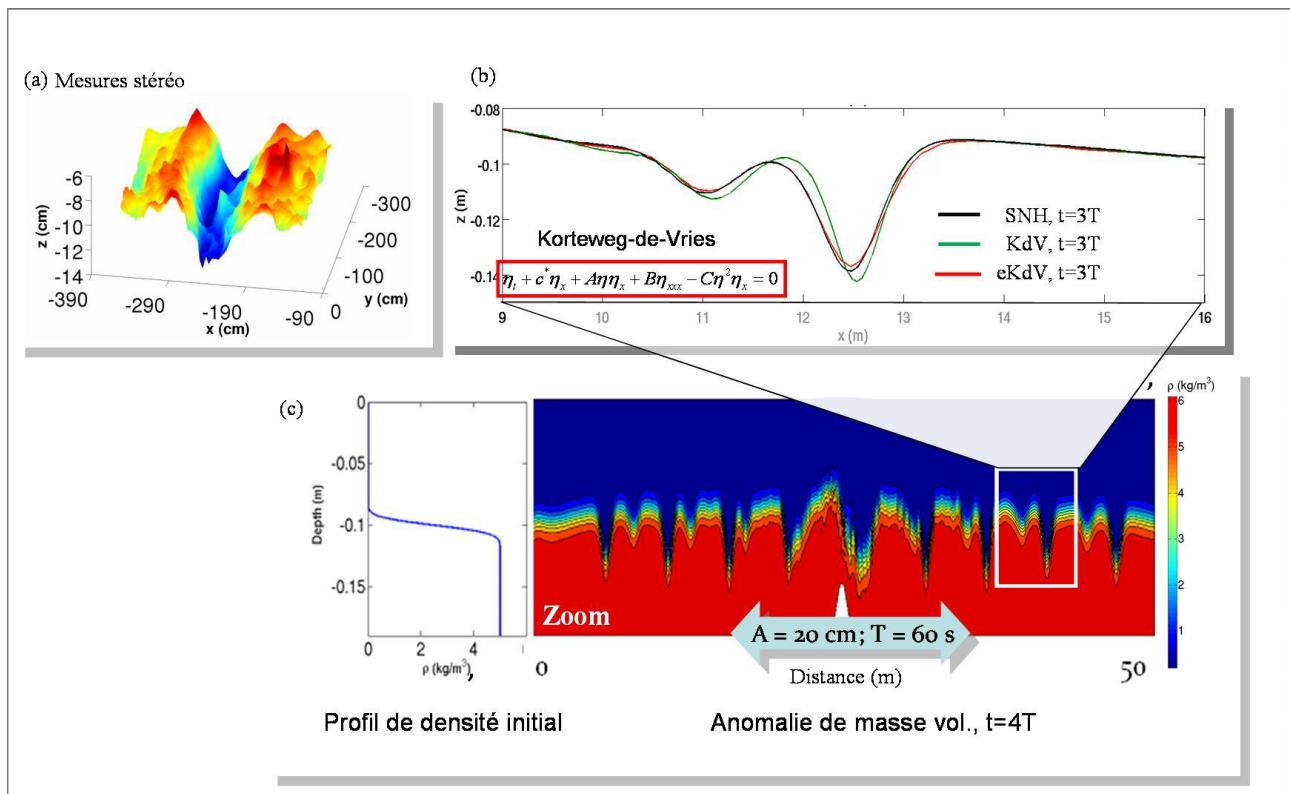 (a) Mesures stéréo
-6
-8
-10
-12
-14
z (cm)
-390
-290
-190
-90
x (cm)
-300
-200
-100
0
y (cm)
(b)
-0.08
-0.1
-0.12
-0.14
z (m)
SNH, t=3T
KdV, t=3T
eKdV, t=3T
Korteweg-de-Vries
η_t + c^* η_x + Aηη_x + Bη_xxx − Cη²η_x = 0
9 10 11 12 13 14 15 16
x (m)
(c)
0
-0.05
-0.1
-0.15
Depth (m)
0 2 4
ρ (kg/m³),
, ρ (kg/m³)
6
5
4
3
2
1
Zoom
A = 20 cm; T = 60 s
0
50
Distance (m)
Profil de densité initial
Anomalie de masse vol., t=4T